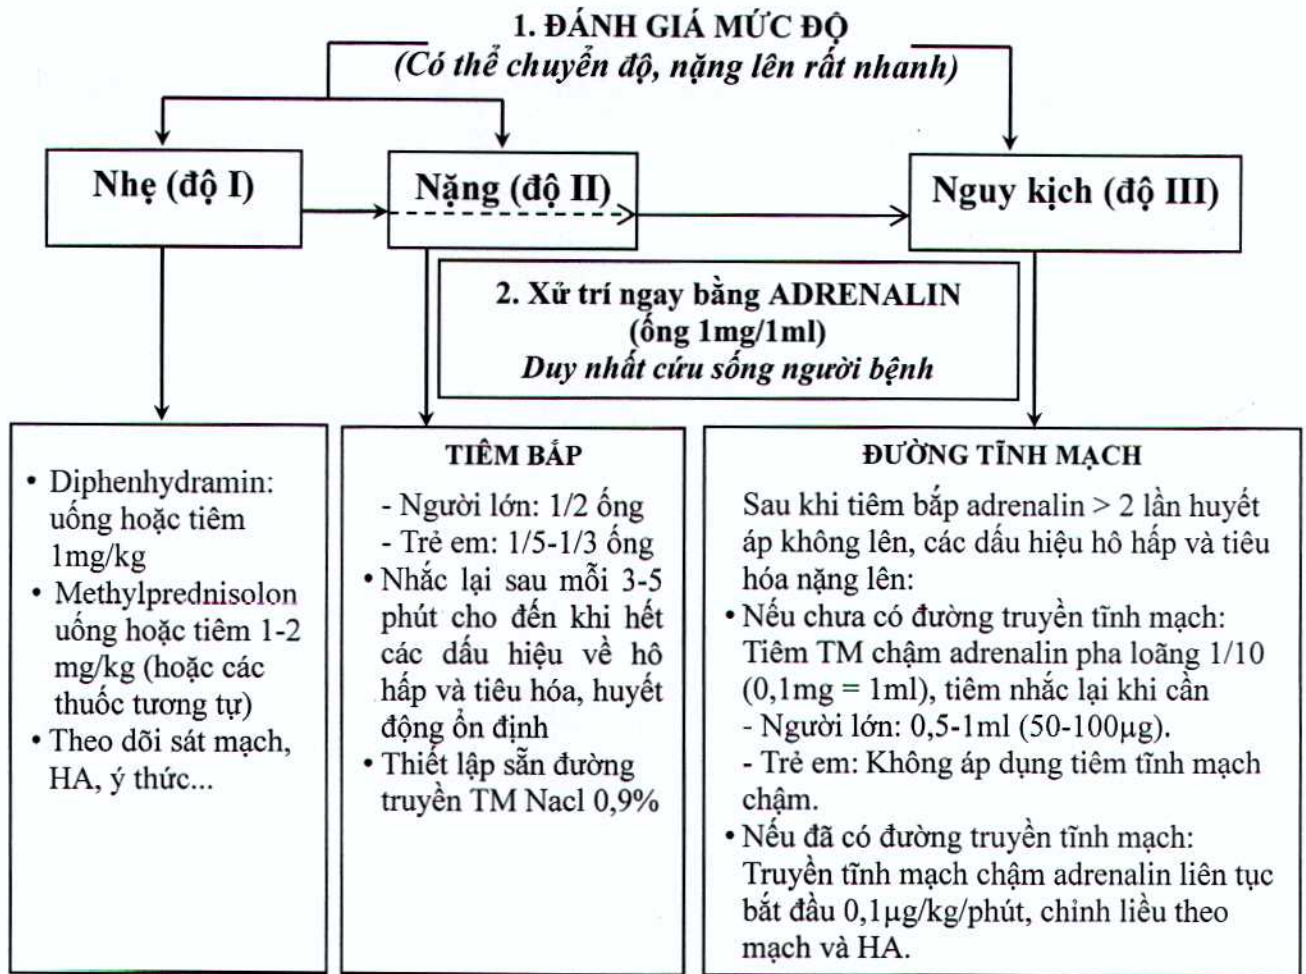 1. ĐÁNH GIÁ MỨC ĐỘ
(Có thể chuyển độ, nặng lên rất nhanh)
Nhẹ (độ I)
Nặng (độ II)
Nguy kịch (độ III)
2. Xử trí ngay bằng ADRENALIN
(ống 1mg/1ml)
Duy nhất cứu sống người bệnh
• Diphenhydramin:
uống hoặc tiêm
1mg/kg
• Methylprednisolon
uống hoặc tiêm 1-2
mg/kg (hoặc các
thuốc tương tự)
• Theo dõi sát mạch,
HA, ý thức...
TIÊM BẮP
- Người lớn: 1/2 ống
- Trẻ em: 1/5-1/3 ống
• Nhắc lại sau mỗi 3-5
phút cho đến khi hết
các dấu hiệu về hô
hấp và tiêu hóa, huyết
động ổn định
• Thiết lập sẵn đường
truyền TM Nacl 0,9%
ĐƯỜNG TĨNH MẠCH
Sau khi tiêm bắp adrenalin > 2 lần huyết
áp không lên, các dấu hiệu hô hấp và tiêu
hóa nặng lên:
• Nếu chưa có đường truyền tĩnh mạch:
Tiêm TM chậm adrenalin pha loãng 1/10
(0,1mg = 1ml), tiêm nhắc lại khi cần
- Người lớn: 0,5-1ml (50-100µg).
- Trẻ em: Không áp dụng tiêm tĩnh mạch
chậm.
• Nếu đã có đường truyền tĩnh mạch:
Truyền tĩnh mạch chậm adrenalin liên tục
bắt đầu 0,1µg/kg/phút, chỉnh liều theo
mạch và HA.